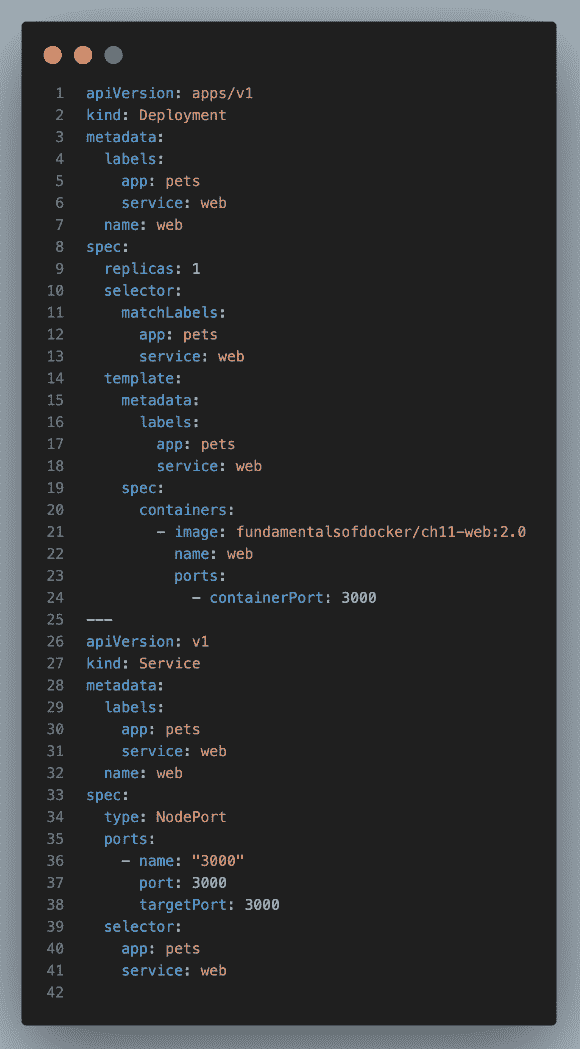 1 apiVersion: apps/v1
2 kind: Deployment
3 metadata:
4   labels:
5     app: pets
6     service: web
7   name: web
8 spec:
9   replicas: 1
10   selector:
11     matchLabels:
12       app: pets
13       service: web
14   template:
15     metadata:
16       labels:
17         app: pets
18         service: web
19     spec:
20       containers:
21         - image: fundamentalsofdocker/ch11-web:2.0
22           name: web
23           ports:
24             - containerPort: 3000
25 ---
26 apiVersion: v1
27 kind: Service
28 metadata:
29   labels:
30     app: pets
31     service: web
32   name: web
33 spec:
34   type: NodePort
35   ports:
36     - name: "3000"
37       port: 3000
38       targetPort: 3000
39   selector:
40     app: pets
41     service: web
42